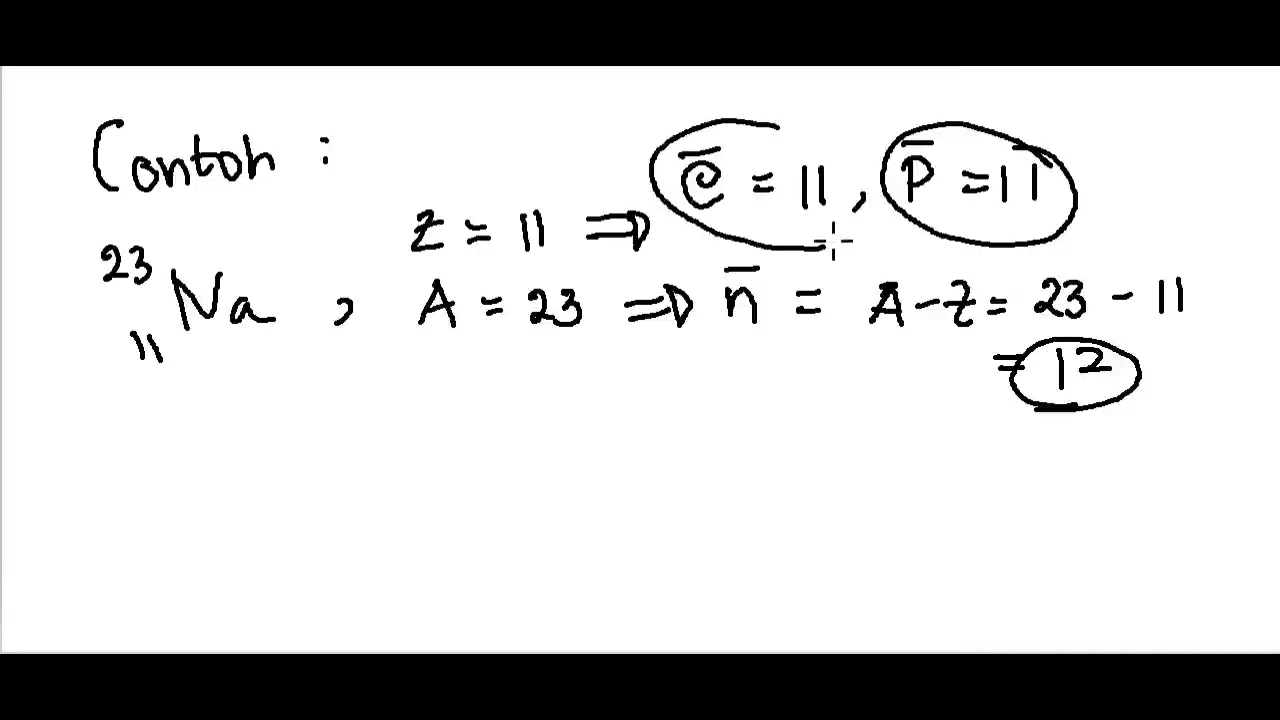 Contoh :
Z = 11 ⇒ e̅ = 11 , p̅ = 11
²³₁₁Na , A = 23 ⇒ n̅ = A - Z = 23 - 11
= 12